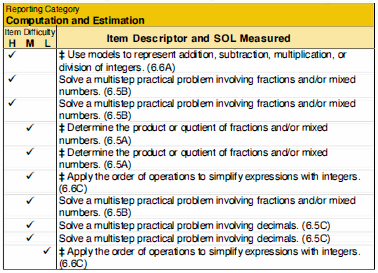 Reporting Category
Computation and Estimation
Item Difficulty
H M L
Item Descriptor and SOL Measured
✓ ‡ Use models to represent addition, subtraction, multiplication, or
division of integers. (6.6A)
✓ Solve a multistep practical problem involving fractions and/or mixed
numbers. (6.5B)
✓ Solve a multistep practical problem involving fractions and/or mixed
numbers. (6.5B)
✓ ‡ Determine the product or quotient of fractions and/or mixed
numbers. (6.5A)
✓ ‡ Determine the product or quotient of fractions and/or mixed
numbers. (6.5A)
✓ ‡ Apply the order of operations to simplify expressions with integers.
(6.6C)
✓ Solve a multistep practical problem involving fractions and/or mixed
numbers. (6.5B)
✓ Solve a multistep practical problem involving decimals. (6.5C)
✓ Solve a multistep practical problem involving decimals. (6.5C)
✓ ‡ Apply the order of operations to simplify expressions with integers.
(6.6C)